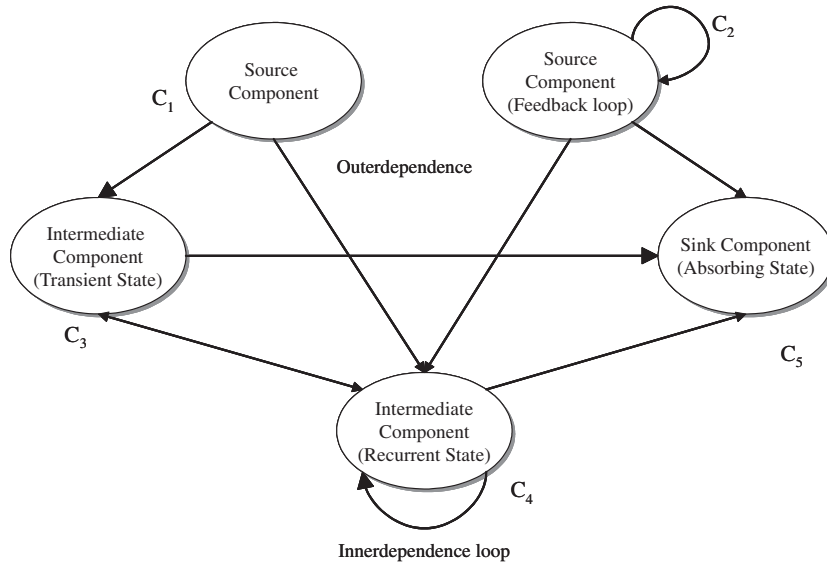 C2
Source
Component
Source
Component
(Feedback loop)
C1
Outerdependence
Intermediate
Component
(Transient State)
Sink Component
(Absorbing State)
C3
C5
Intermediate
Component
(Recurrent State)
C4
Innerdependence loop